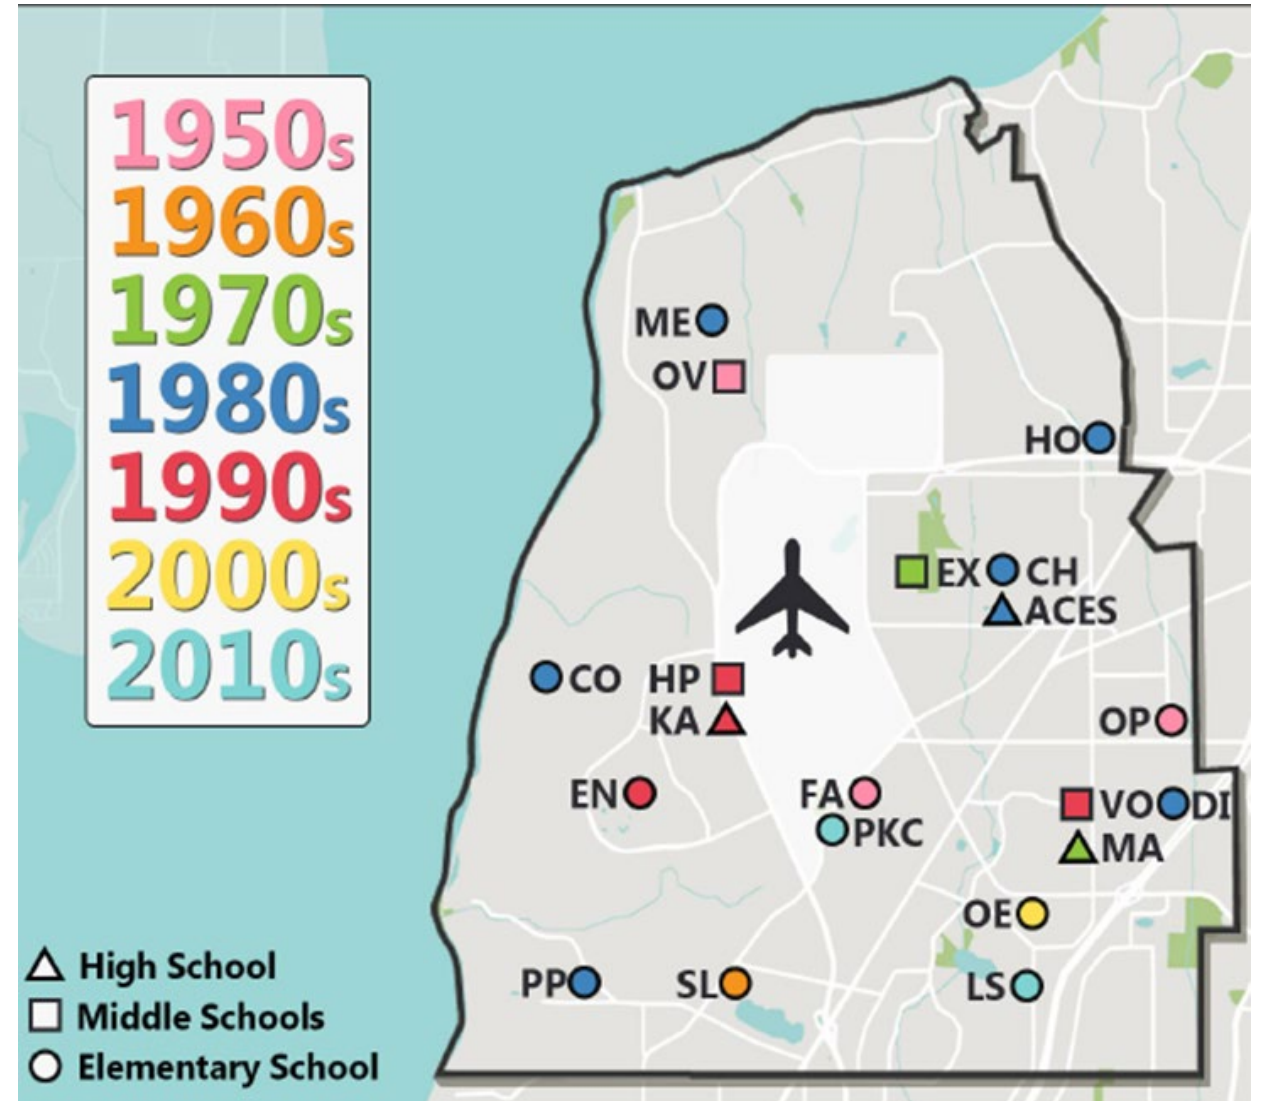 1950s
1960s
1970s
1980s
1990s
2000s
2010s
ME
OV
HO
EX CH
ACES
CO HP
KA
OP
EN FA
PKC
VO DI
MA
OE
PP SL LS
High School
Middle Schools
Elementary School